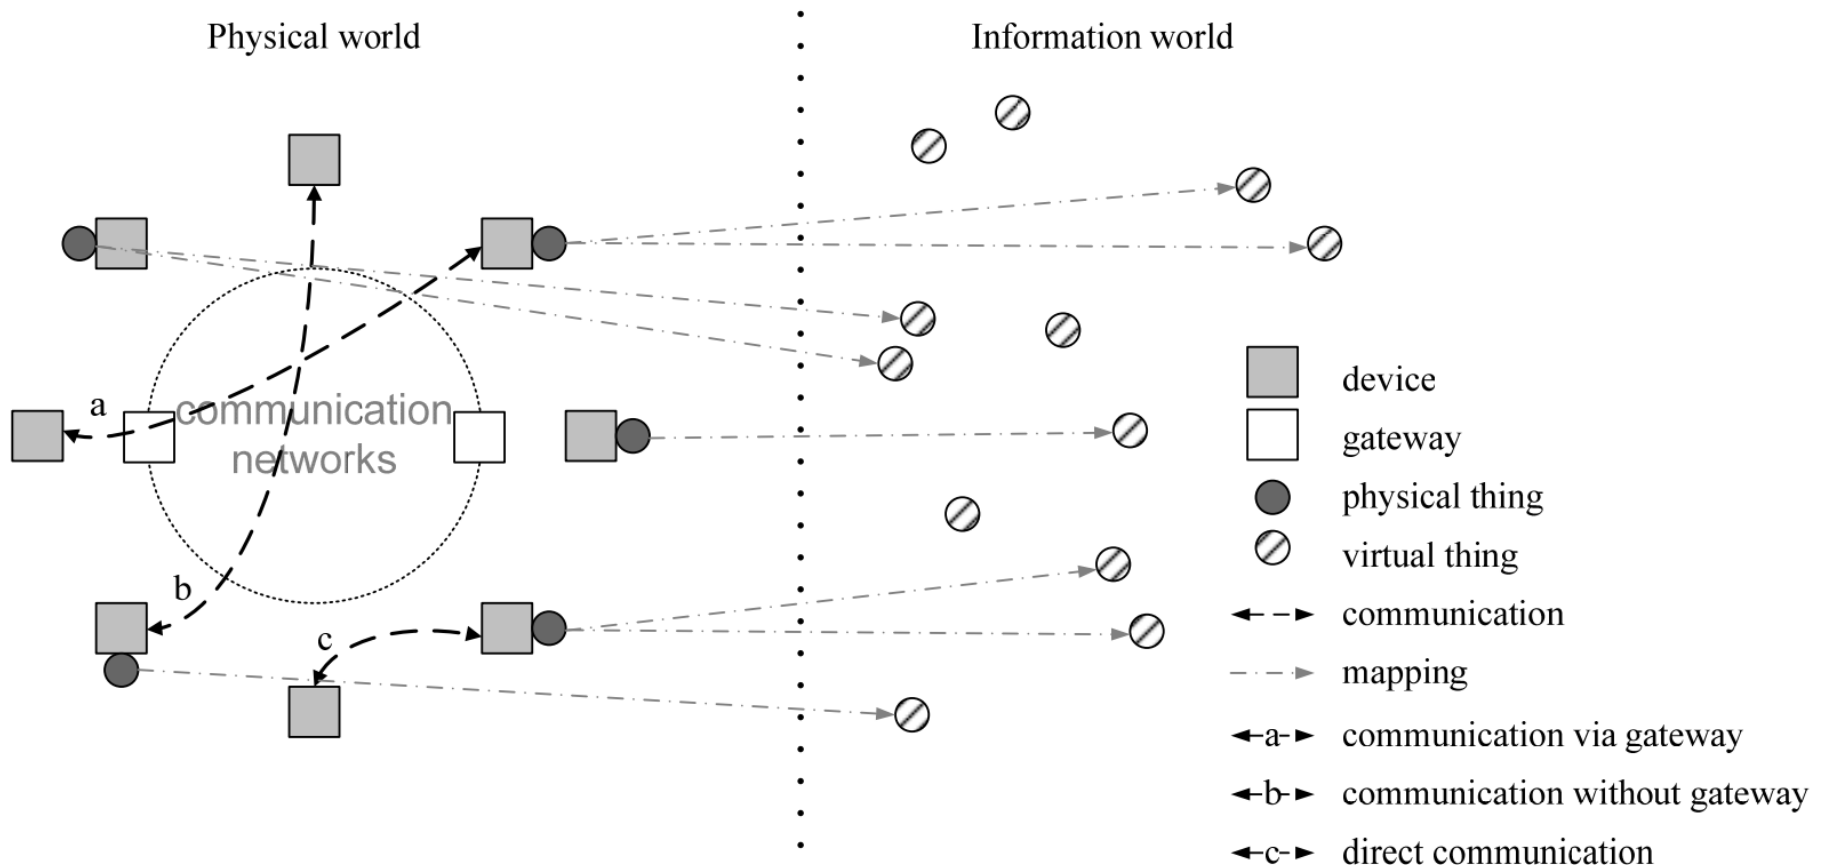 Physical world
Information world
a
communication
networks
b
c
device
gateway
physical thing
virtual thing
communication
mapping
a communication via gateway
b communication without gateway
c direct communication